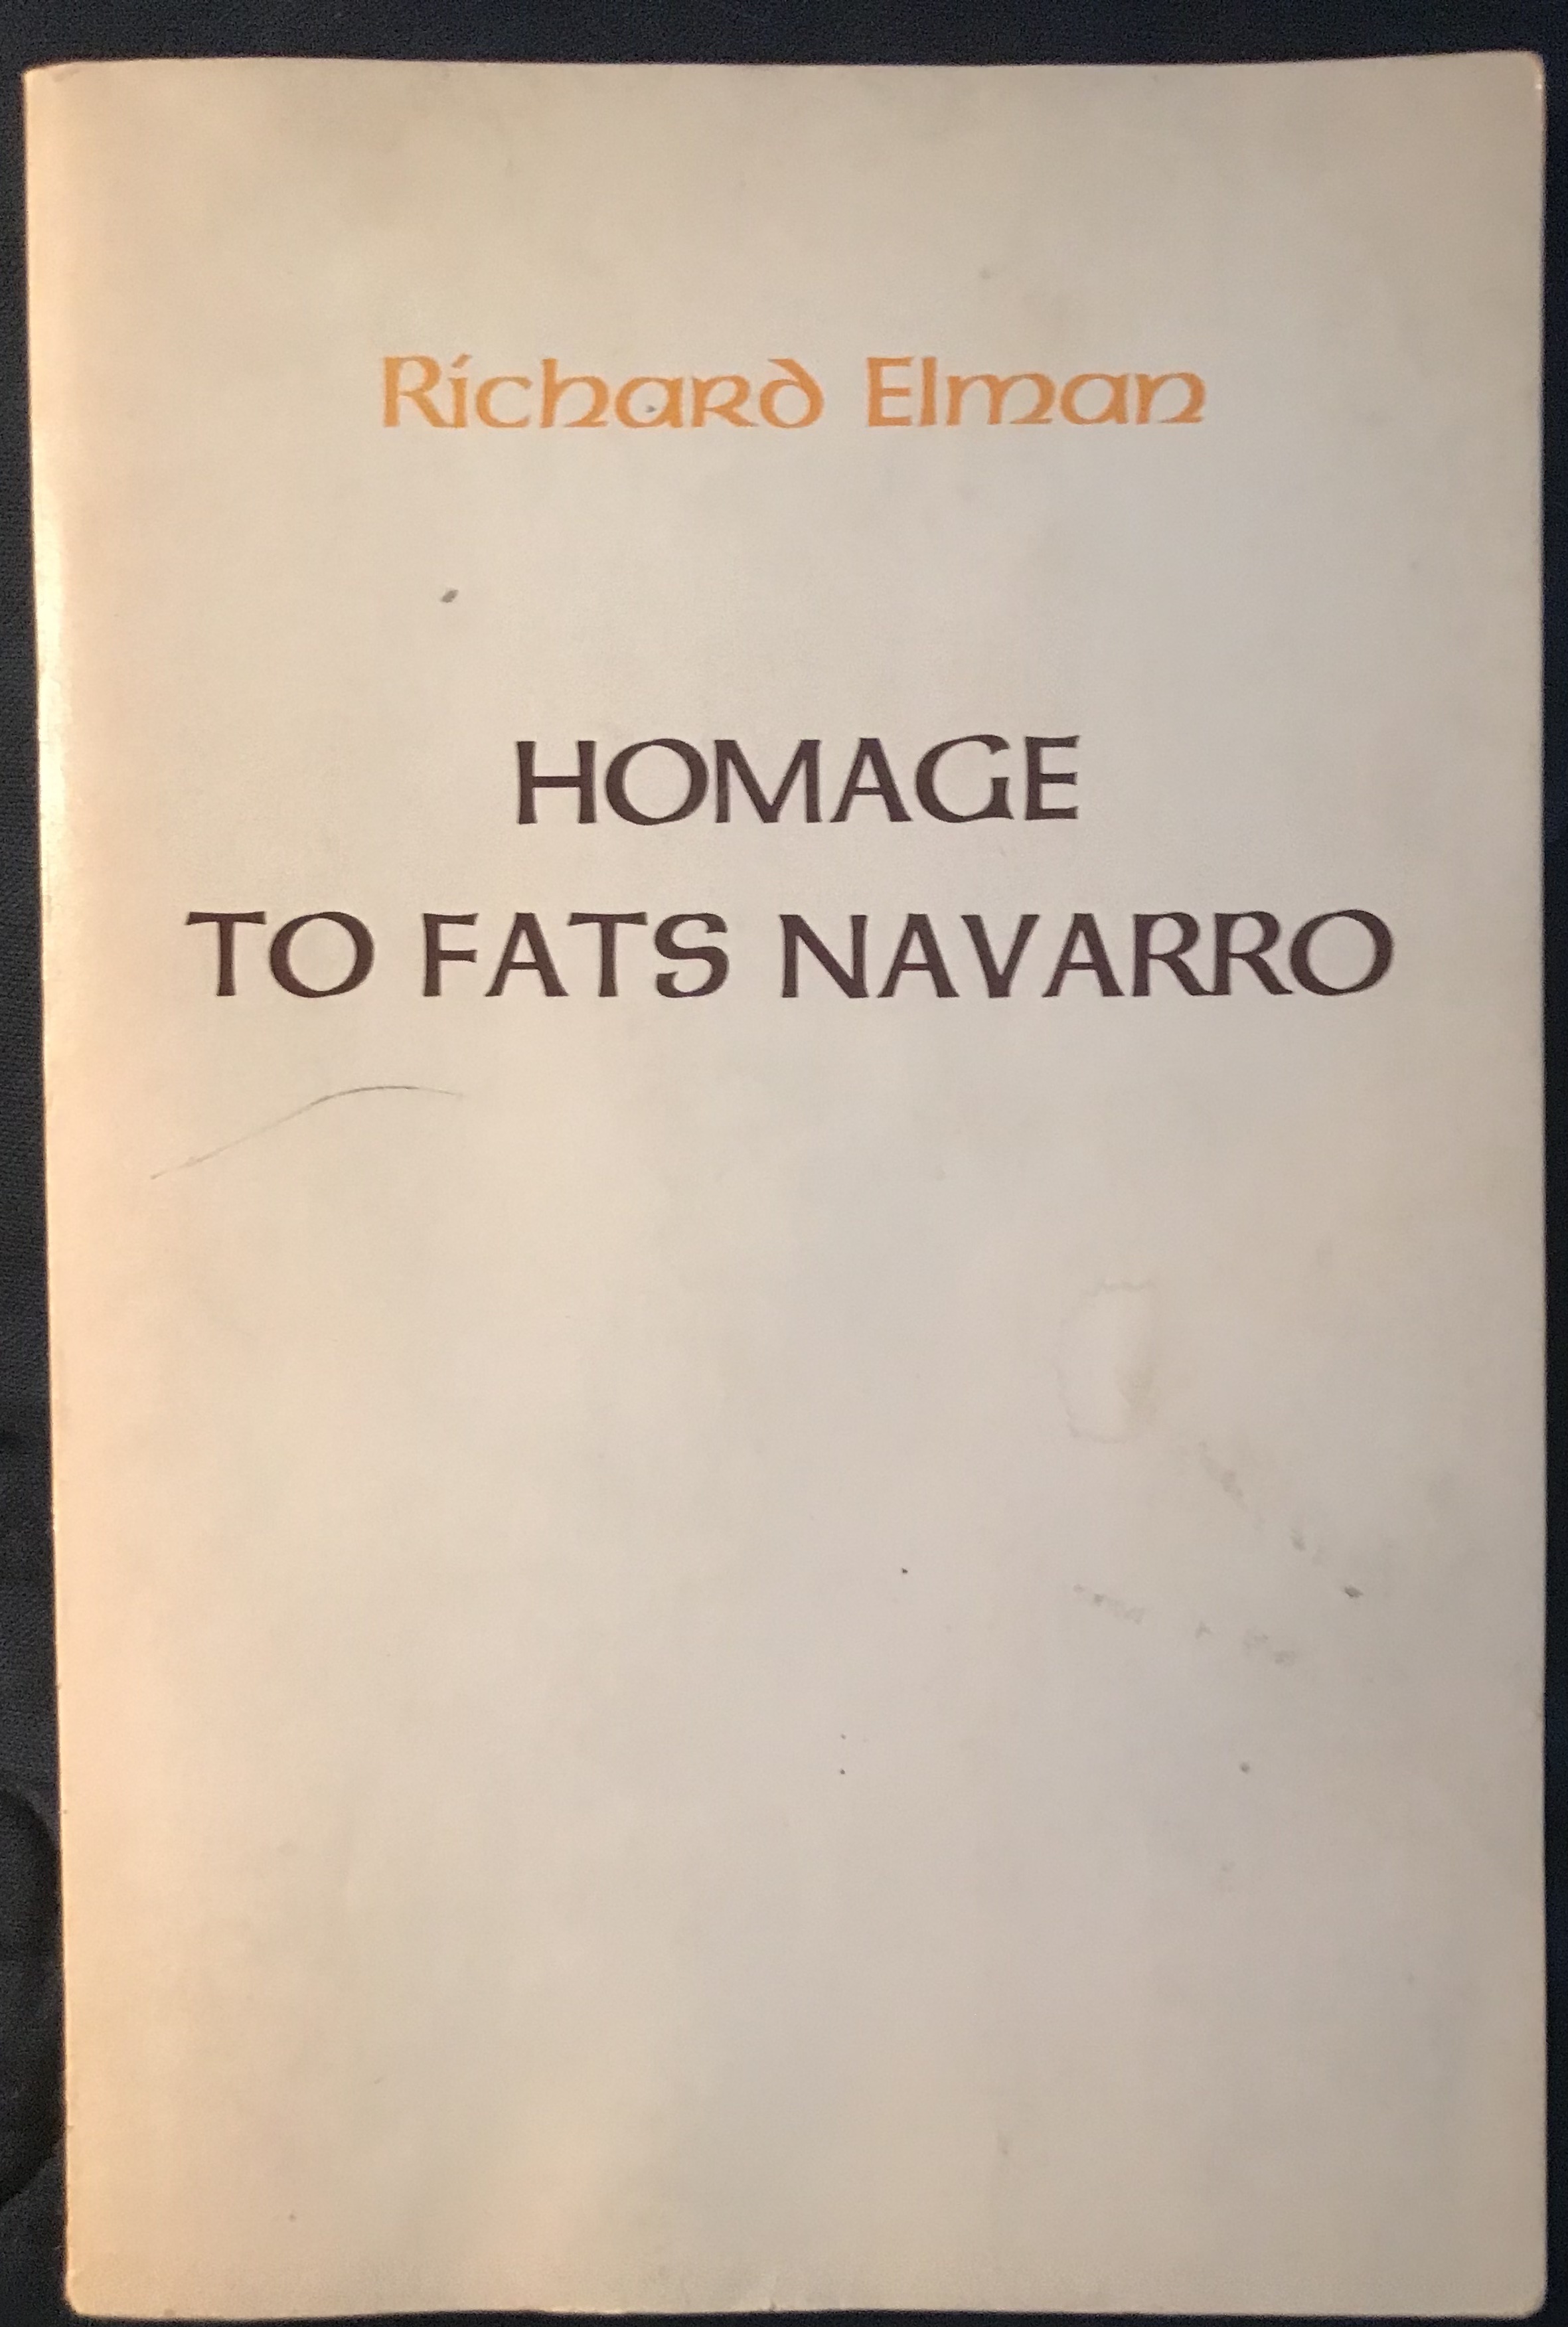 Richard Elman
HOMAGE
TO FATS NAVARRO